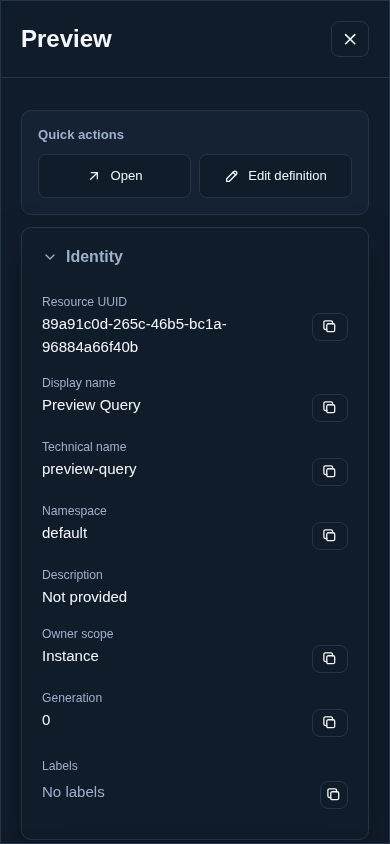 Preview
Quick actions
Open
Edit definition
Identity
Resource UUID
89a91c0d-265c-46b5-bc1a-
96884a66f40b
Display name
Preview Query
Technical name
preview-query
Namespace
default
Description
Not provided
Owner scope
Instance
Generation
0
Labels
No labels